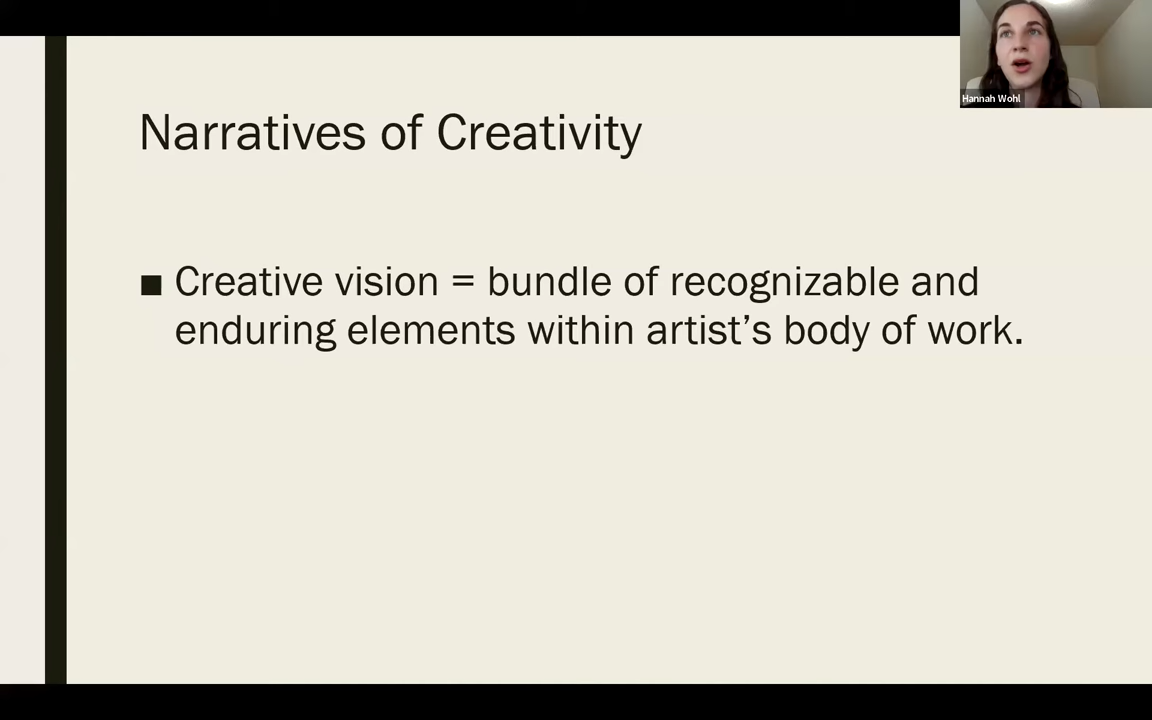 Hannah Wohl
Narratives of Creativity
■ Creative vision = bundle of recognizable and
enduring elements within artist’s body of work.